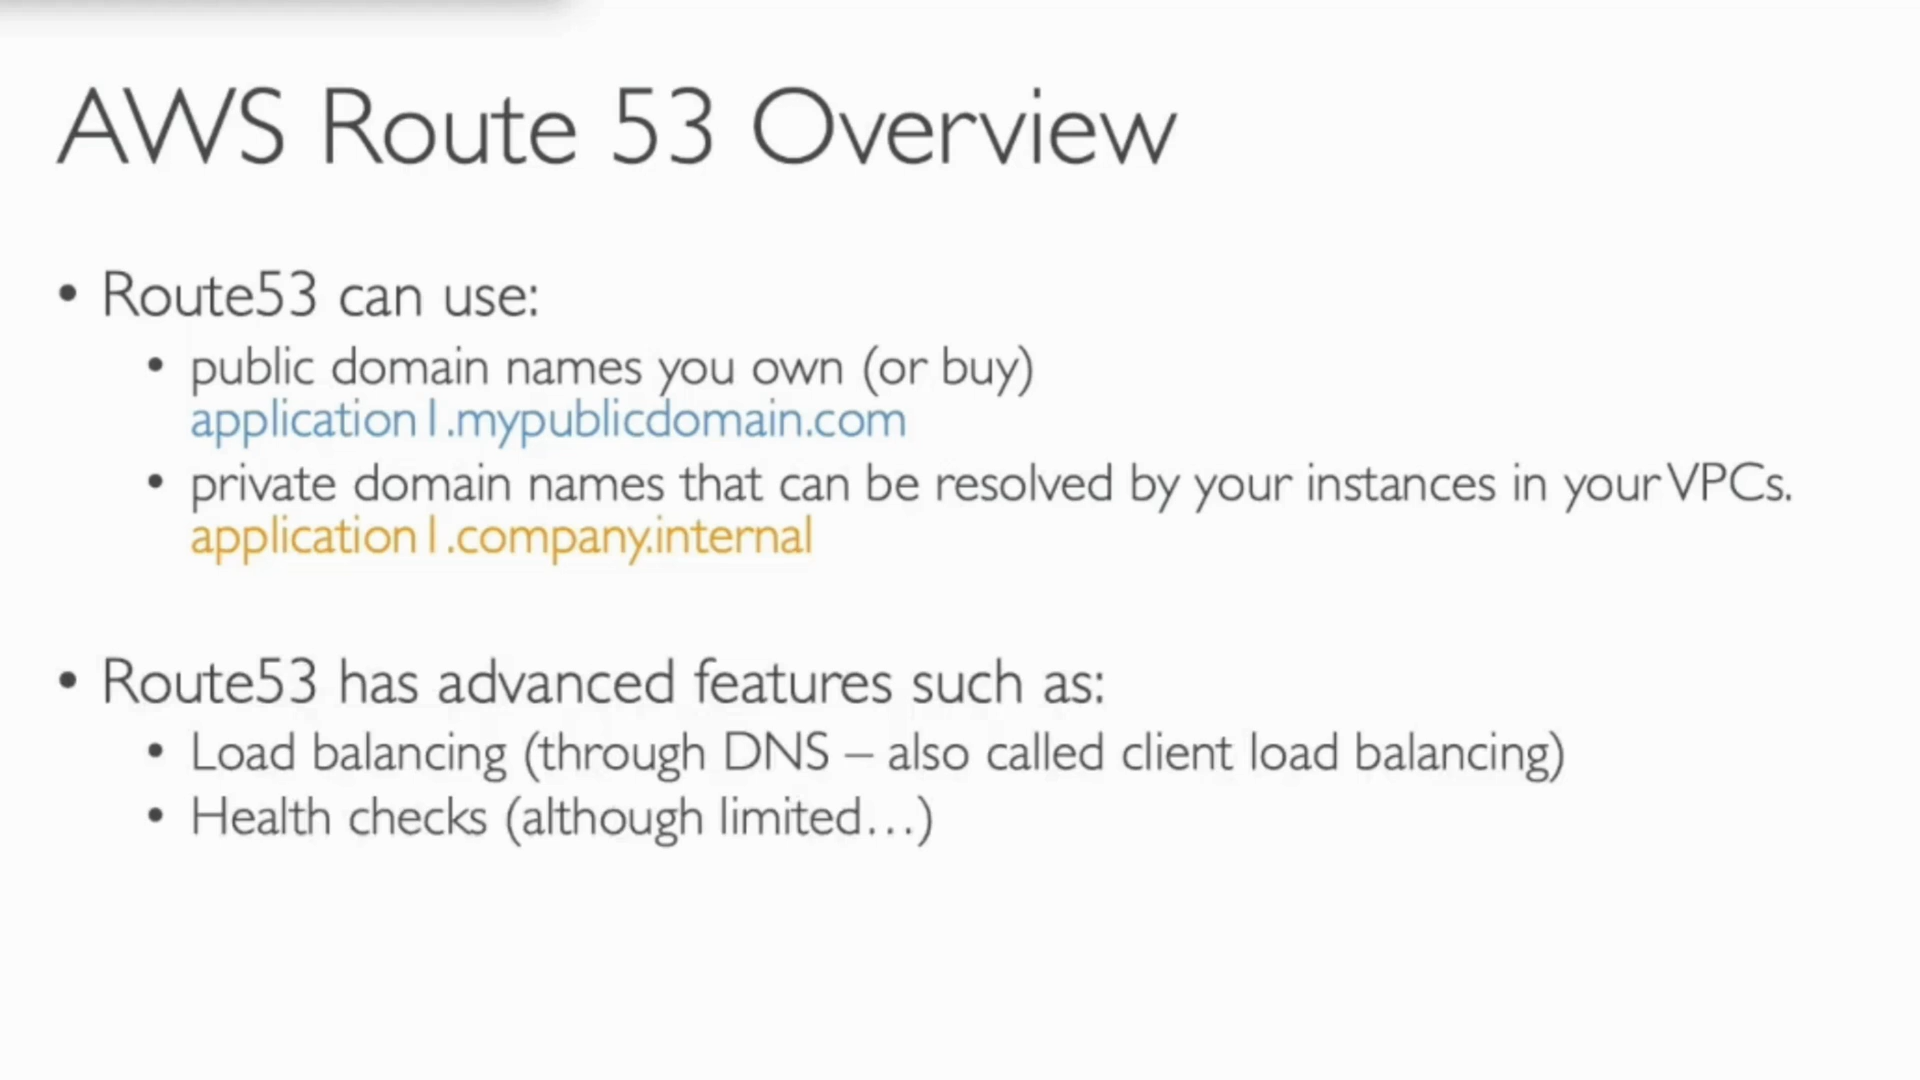 AWS Route 53 Overview
• Route53 can use:
• public domain names you own (or buy)
application1.mypublicdomain.com
• private domain names that can be resolved by your instances in your VPCs.
application1.company.internal
• Route53 has advanced features such as:
• Load balancing (through DNS – also called client load balancing)
• Health checks (although limited…)